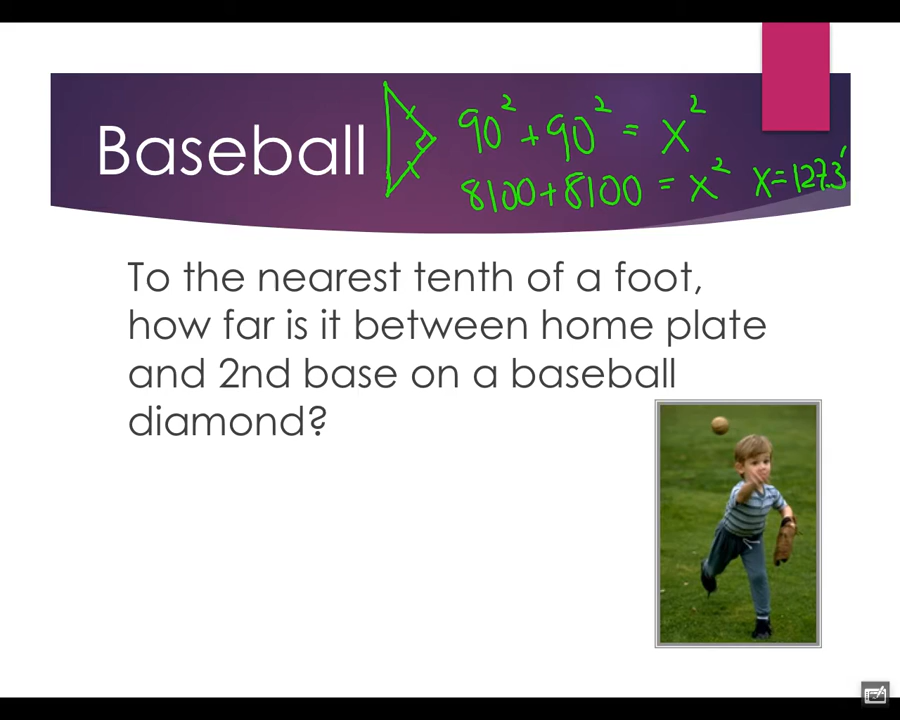 Baseball
90² + 90² = x²
8100 + 8100 = x² x = 127.3'
To the nearest tenth of a foot,
how far is it between home plate
and 2nd base on a baseball
diamond?